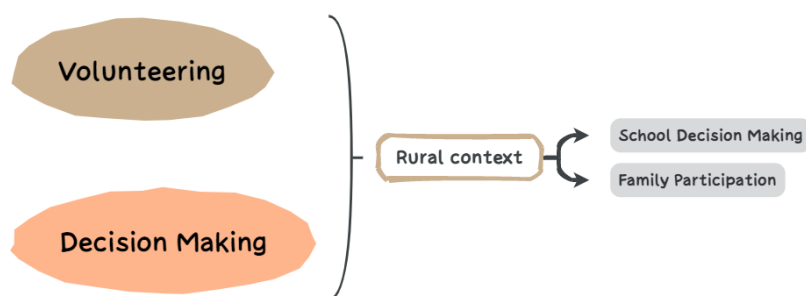 Volunteering
Decision Making
Rural context
School Decision Making
Family Participation